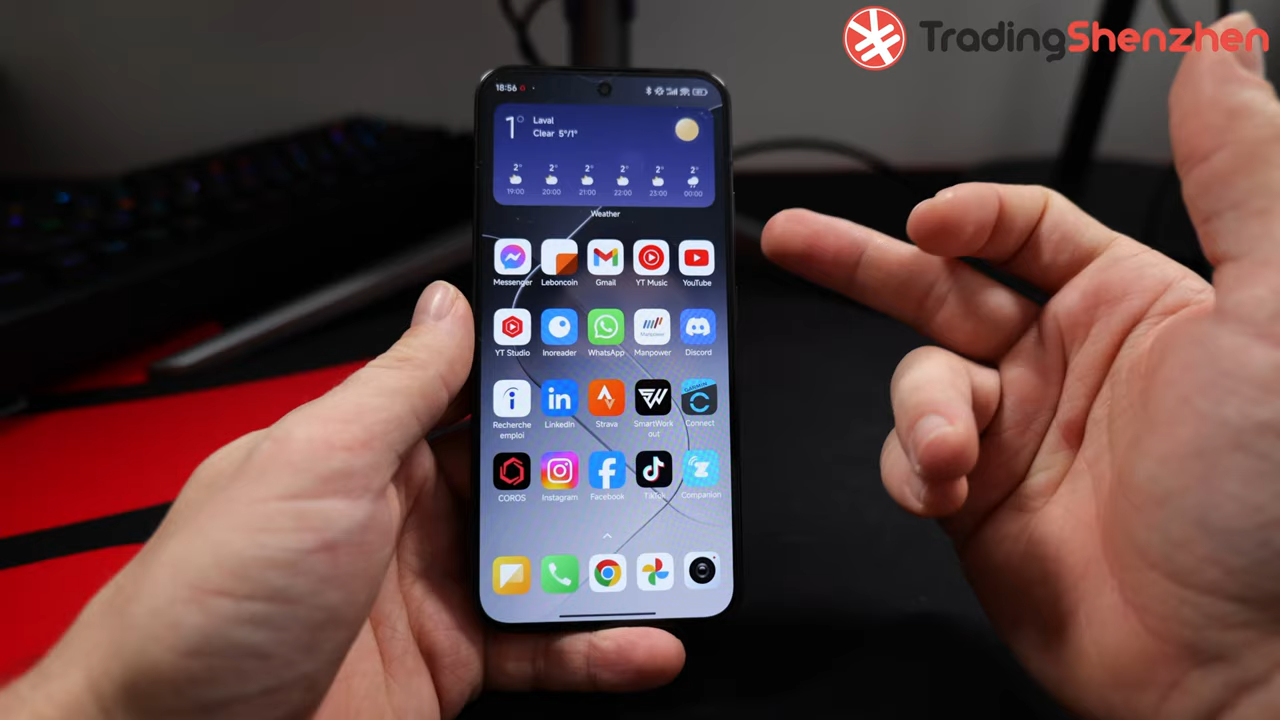 TradingShenzhen
18:56
1° Laval
Clear 5°/1°
2° 2° 2° 2° 2° 2°
19:00 20:00 21:00 22:00 23:00 00:00
Weather
Messenger Leboncoin Gmail YT Music YouTube
Manpower
YT Studio Inoreader WhatsApp Manpower Discord
in
Recherche emploi LinkedIn Strava SmartWork out Connect
COROS Instagram Facebook TikTok Companion